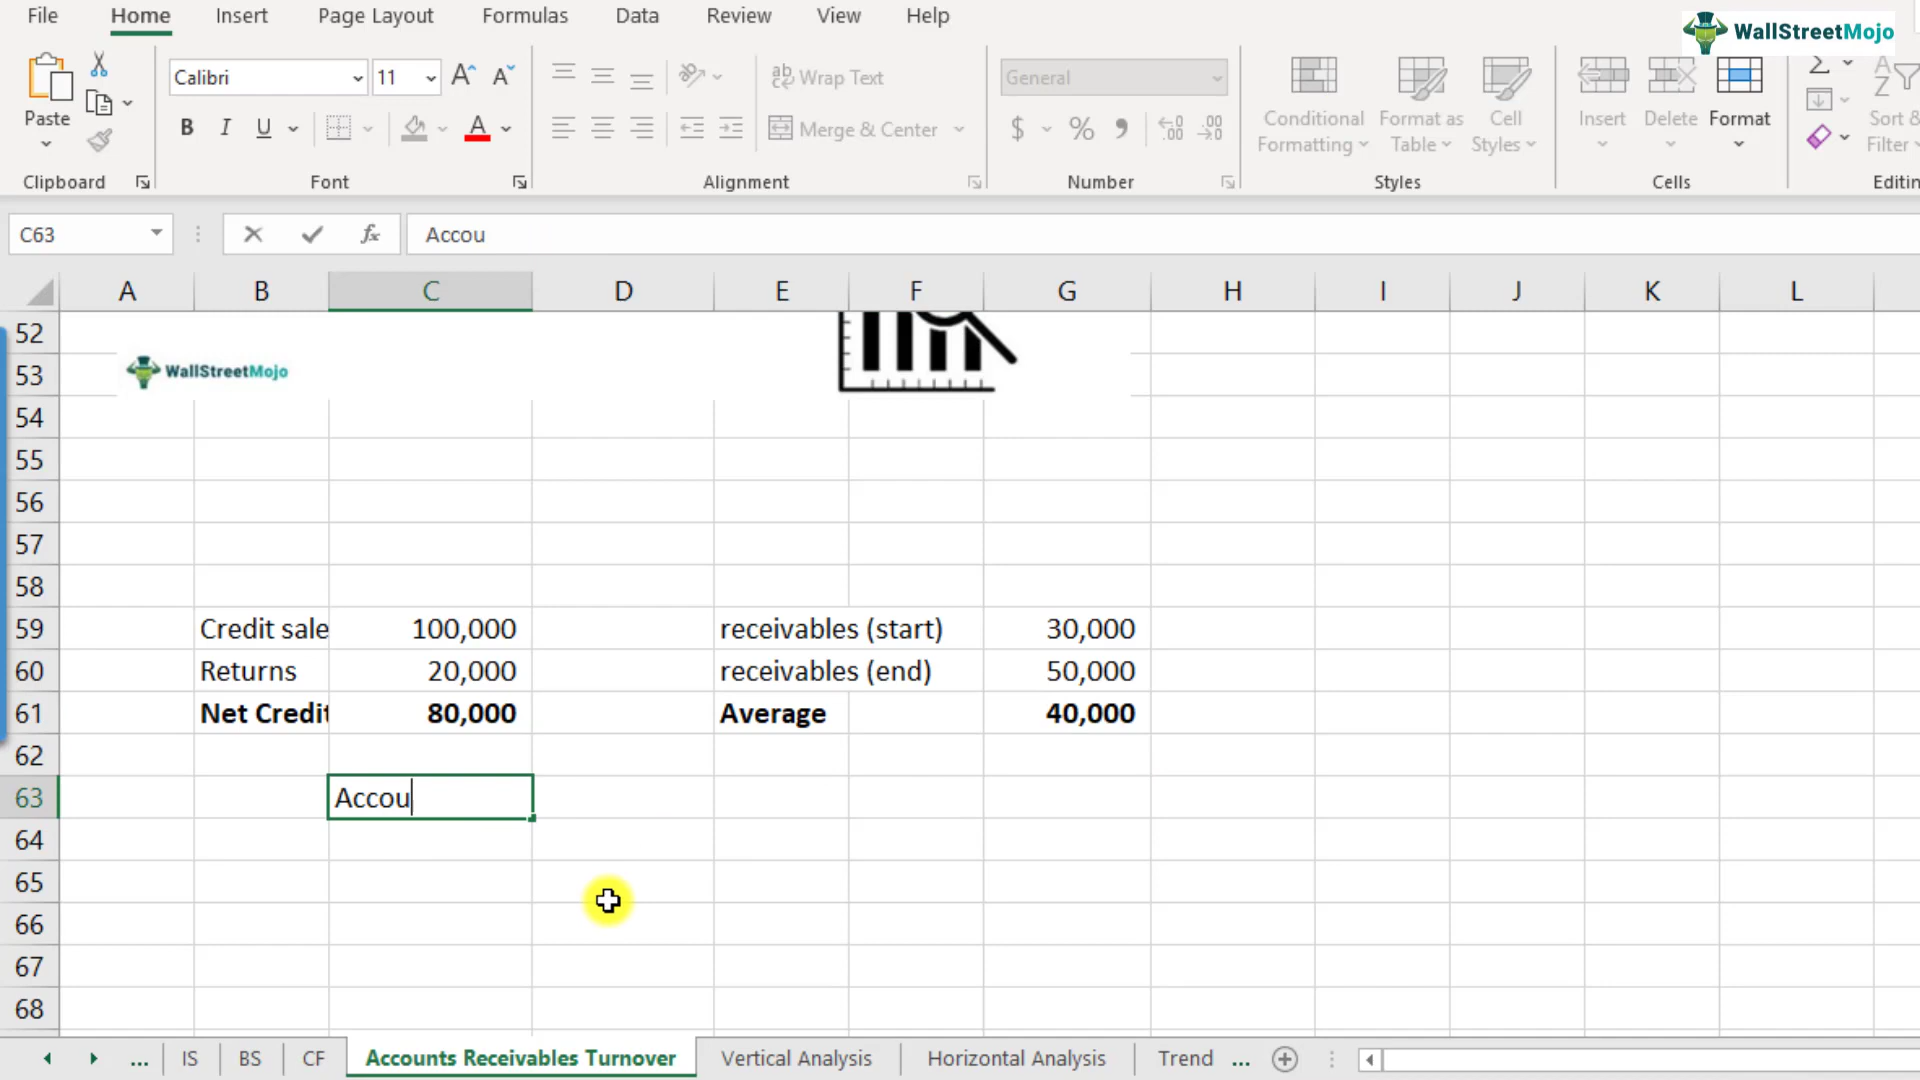 File Home Insert Page Layout Formulas Data Review View Help
WallStreetMojo
Calibri 11 Wrap Text General
Paste Merge & Center Conditional Formatting Format as Table Cell Styles Insert Delete Format Sort & Filter
Clipboard Font Alignment Number Styles Cells Editin
C63 Accou
A B C D E F G H I J K L
52
53 WallStreetMojo
54
55
56
57
58
59 Credit sale 100,000 receivables (start) 30,000
60 Returns 20,000 receivables (end) 50,000
61 Net Credit 80,000 Average 40,000
62
63 Accou
64
65
66
67
68
... IS BS CF Accounts Receivables Turnover Vertical Analysis Horizontal Analysis Trend ...